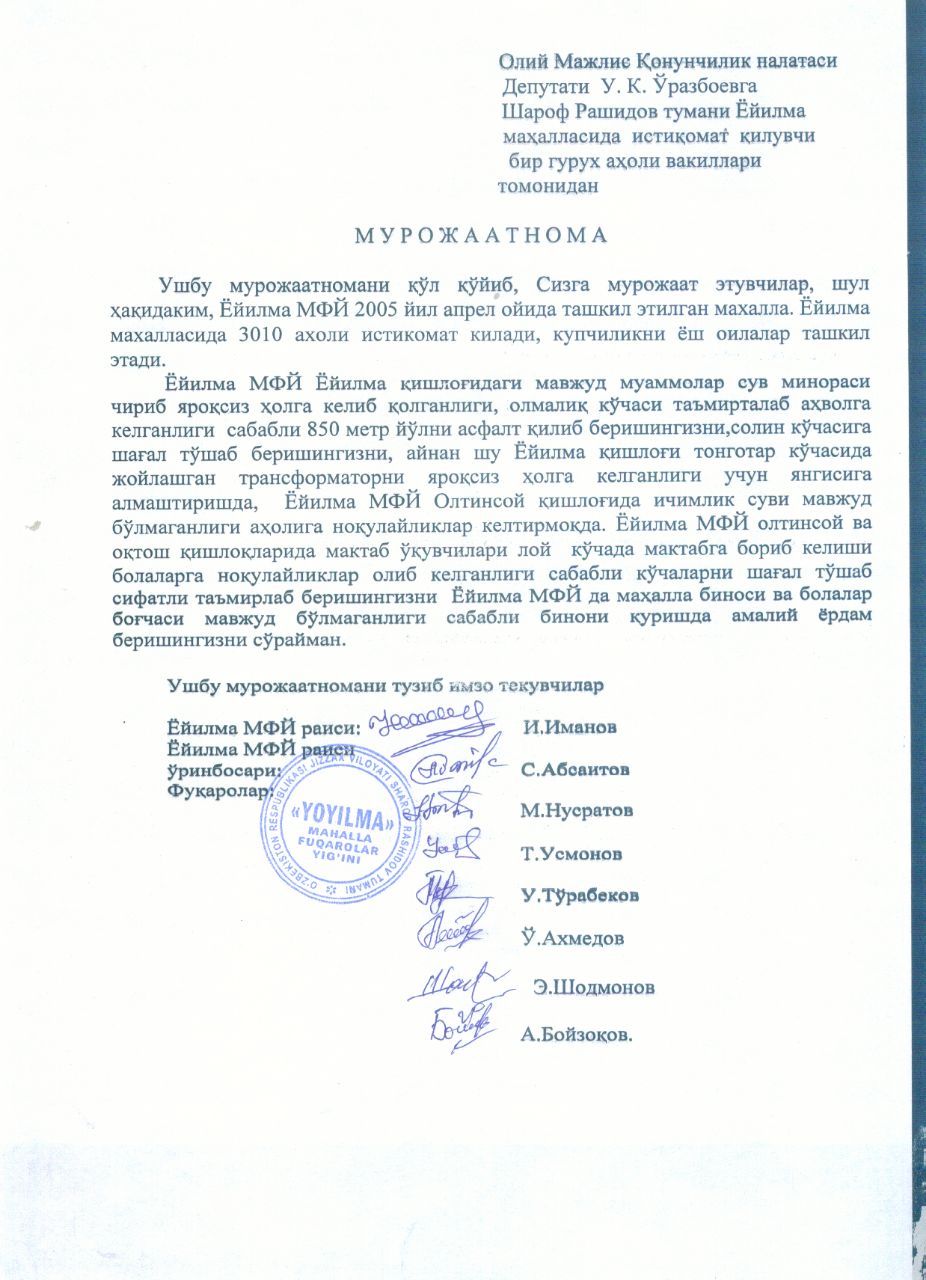 Олий Мажлис Қонунчилик палатаси
Депутати У. К. Ўразбоевга
Шароф Рашидов тумани Ёйилма
маҳалласида истиқомат қилувчи
бир гурух аҳоли вакиллари
томонидан
МУРОЖААТНОМА
Ушбу мурожаатномани қўл қўйиб, Сизга мурожаат этувчилар, шул
ҳақидаким, Ёйилма МФЙ 2005 йил апрел ойида ташкил этилган махалла. Ёйилма
махалласида 3010 ахоли истикомат килади, купчиликни ёш оилалар ташкил
этади.
Ёйилма МФЙ Ёйилма қишлоғидаги мавжуд муаммолар сув минораси
чириб яроқсиз ҳолга келиб қолганлиги, олмалиқ кўчаси таъмирталаб аҳволга
келганлиги сабабли 850 метр йўлни асфалт қилиб беришингизни,солин кўчасига
шағал тўшаб беришингизни, айнан шу Ёйилма қишлоғи тонготар кўчасида
жойлашган трансформаторни яроқсиз ҳолга келганлиги учун янгисига
алмаштиришда, Ёйилма МФЙ Олтинсой қишлоғида ичимлик суви мавжуд
бўлмаганлиги аҳолига ноқулайликлар келтирмоқда. Ёйилма МФЙ олтинсой ва
оқтош қишлоқларида мактаб ўқувчилари лой кўчада мактабга бориб келиши
болаларга ноқулайликлар олиб келганлиги сабабли кўчаларни шағал тўшаб
сифатли таъмирлаб беришингизни Ёйилма МФЙ да маҳалла биноси ва болалар
боғчаси мавжуд бўлмаганлиги сабабли бинони қуришда амалий ёрдам
беришингизни сўрайман.
Ушбу мурожаатномани тузиб имзо текувчилар
Ёйилма МФЙ раиси: И.Иманов
Ёйилма МФЙ раиси
ўринбосари: С.Абсаитов
Фуқаролар:
М.Нусратов
Т.Усмонов
У.Тўрабеков
Ў.Ахмедов
Э.Шодмонов
А.Бойзоқов.
O'ZBEKISTON RESPUBLIKASI JIZZAX VILOYATI SHAROF RASHIDOV TUMANI
«YOYILMA»
MAHALLA
FUQAROLAR
YIG'INI